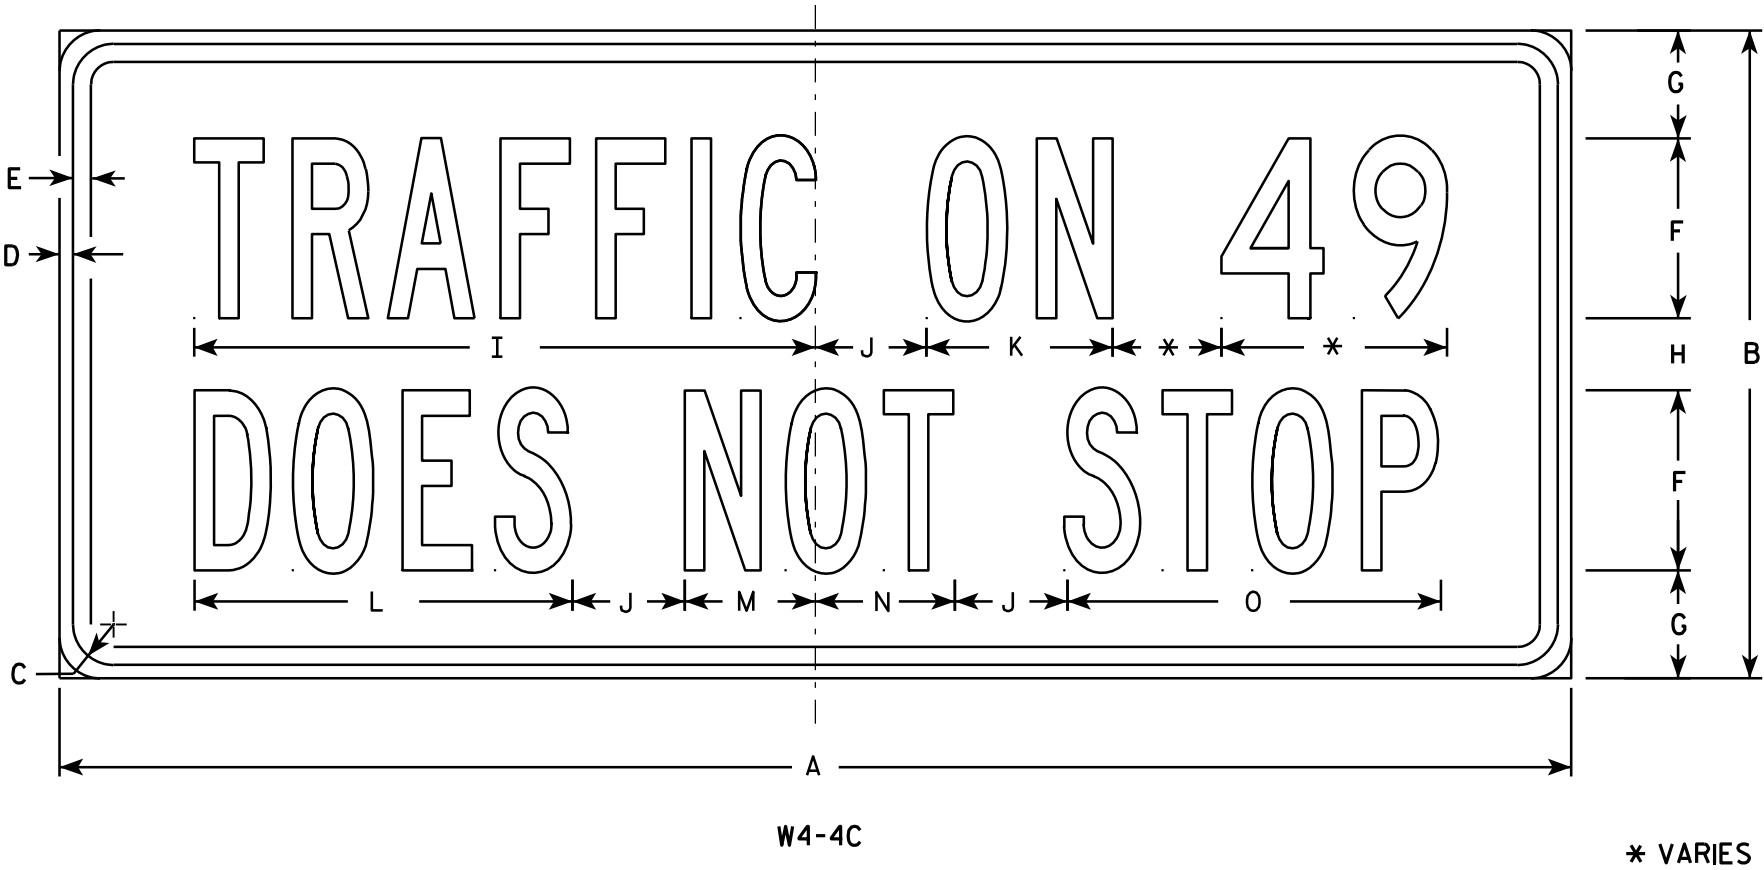 G
TRAFFIC ON 49
E
F
D
I J K * *
H B
DOES NOT STOP
F
L J M N J O
G
C
A
W4-4C
* VARIES